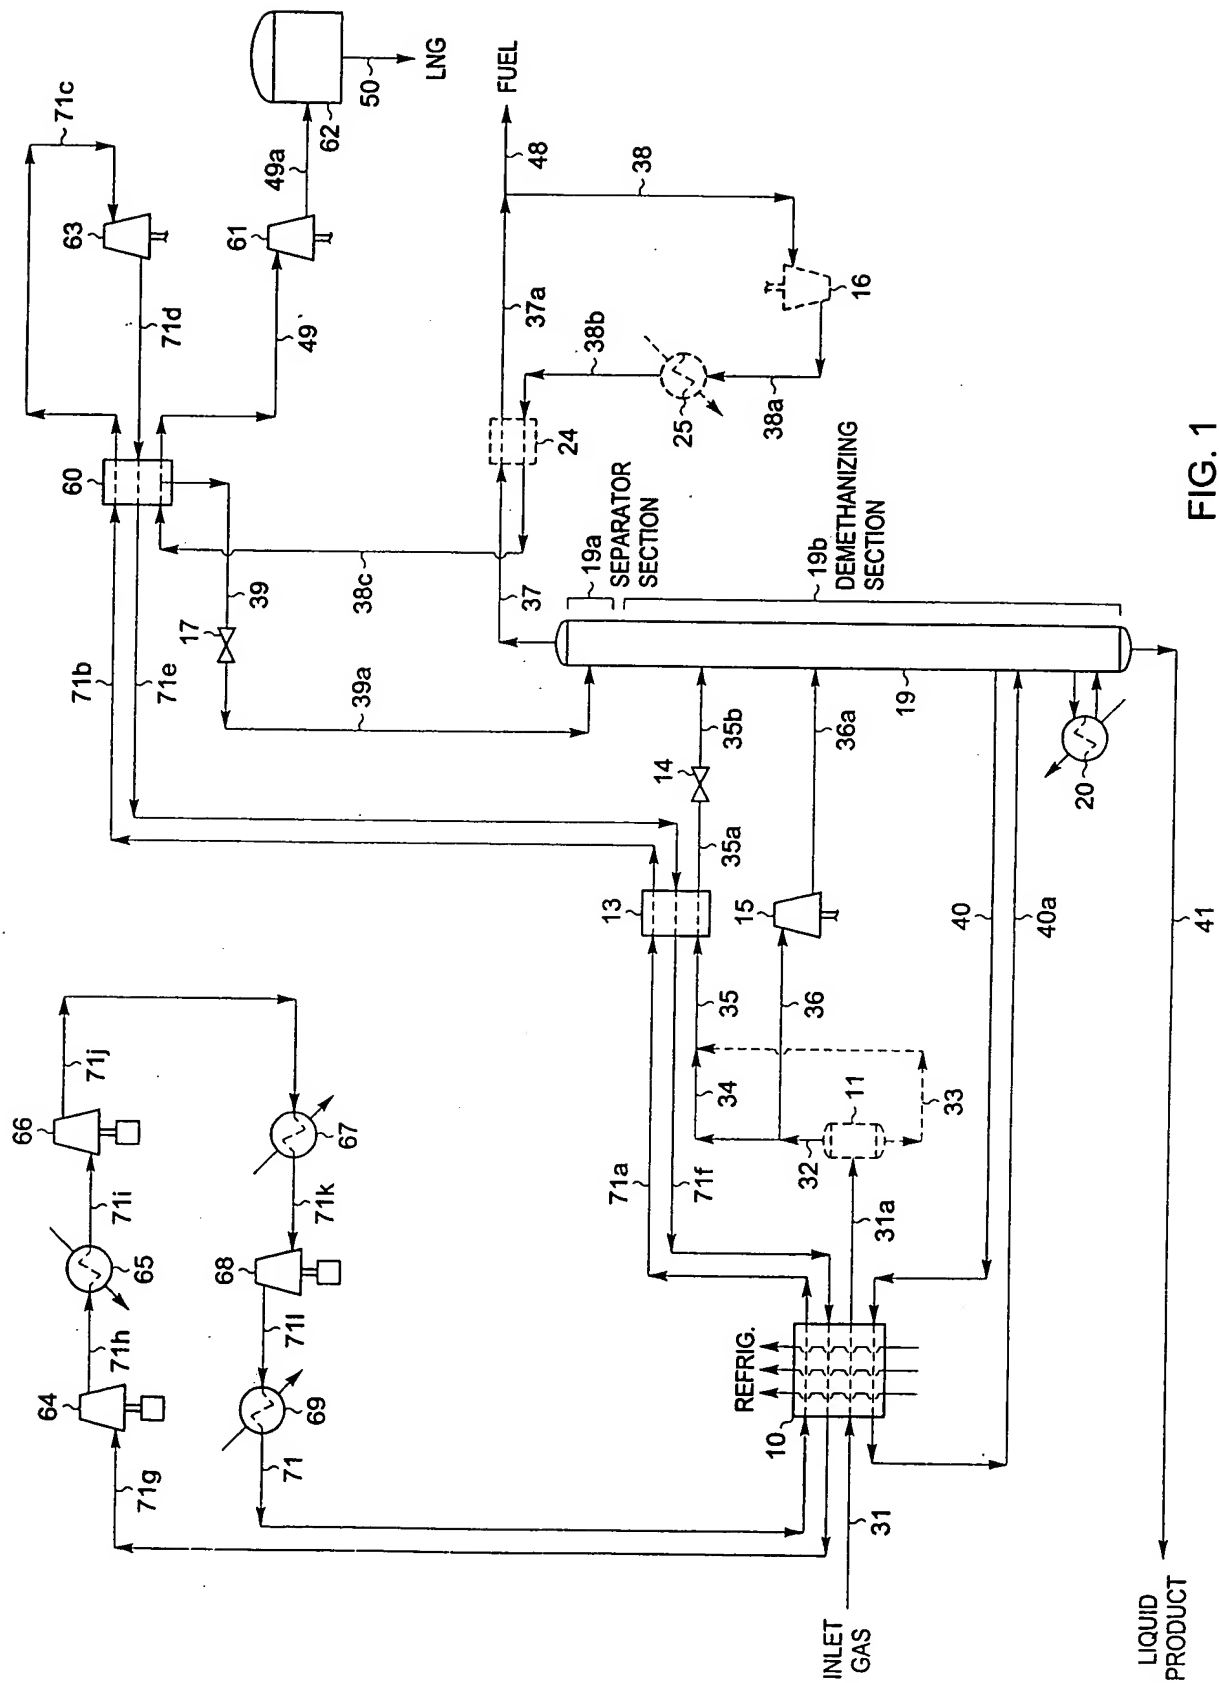 71g
64
71h
65
71i
66
71j
67
71k
68
71l
69
71
71b
71e
60
71c
63
71d
49
61
49a
62
50
LNG
39
17
39a
38c
37
24
37a
48
FUEL
38
16
38a
25
38b
19a
SEPARATOR
SECTION
19b
DEMETHANIZING
SECTION
19
20
14
35b
35a
13
36a
15
36
35
34
33
11
32
31a
71a
71f
REFRIG.
10
31
INLET
GAS
40
40a
41
LIQUID
PRODUCT
FIG. 1